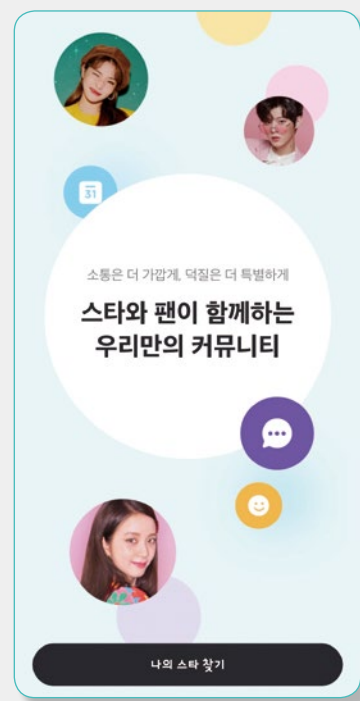 31
소통은 더 가깝게, 덕질은 더 특별하게
스타와 팬이 함께하는
우리만의 커뮤니티
나의 스타 찾기